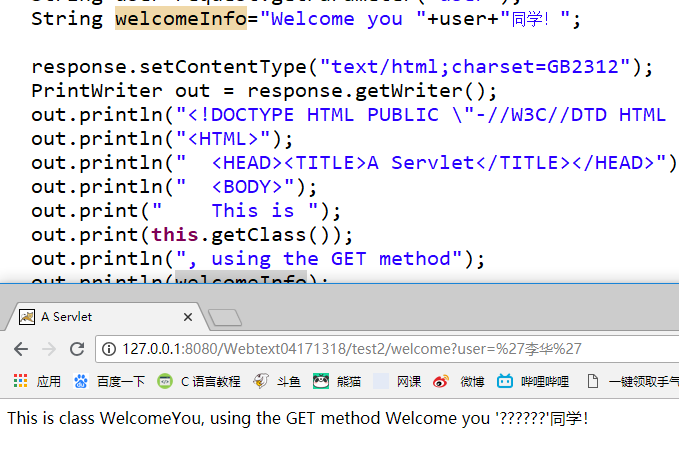 String welcomeInfo="Welcome you "+user+"同学! ";
response.setContentType("text/html;charset=GB2312");
PrintWriter out = response.getWriter();
out.println("<!DOCTYPE HTML PUBLIC \"-//W3C//DTD HTML
out.println("<HTML>");
out.println("  <HEAD><TITLE>A Servlet</TITLE></HEAD>")
out.println("  <BODY>");
out.print("    This is ");
out.print(this.getClass());
out.println(", using the GET method");
out.println(welcomeInfo);
A Servlet
127.0.0.1:8080/Webtext04171318/test2/welcome?user=%27李华%27
应用 百度一下 C 语言教程 斗鱼 熊猫 网课 微博 哔哩哔哩 一键领取手气
This is class WelcomeYou, using the GET method Welcome you '??????'同学!